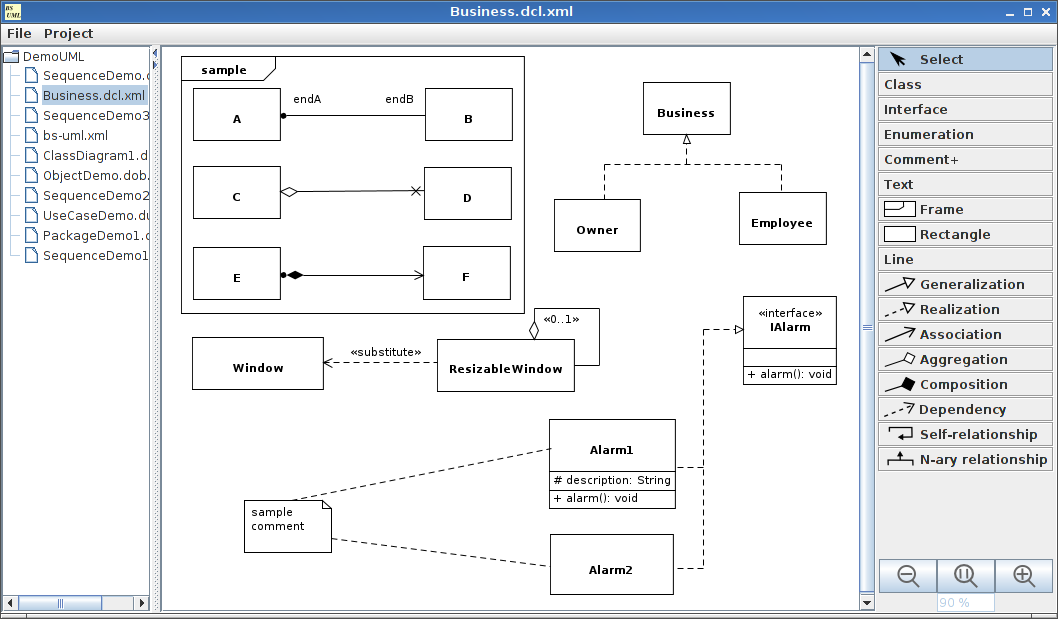 BS
UML
Business.dcl.xml
File Project
DemoUML
SequenceDemo.
Business.dcl.xml
SequenceDemo3
bs-uml.xml
ClassDiagram1.d
ObjectDemo.dob.
SequenceDemo2
UseCaseDemo.du
PackageDemo1.
SequenceDemo1
sample
A
endA
endB
B
C
D
E
F
Business
Owner
Employee
Window
«substitute»
«0..1»
ResizableWindow
«interface»
IAlarm
+ alarm(): void
Alarm1
# description: String
+ alarm(): void
sample
comment
Alarm2
Select
Class
Interface
Enumeration
Comment+
Text
Frame
Rectangle
Line
Generalization
Realization
Association
Aggregation
Composition
Dependency
Self-relationship
N-ary relationship
90 %